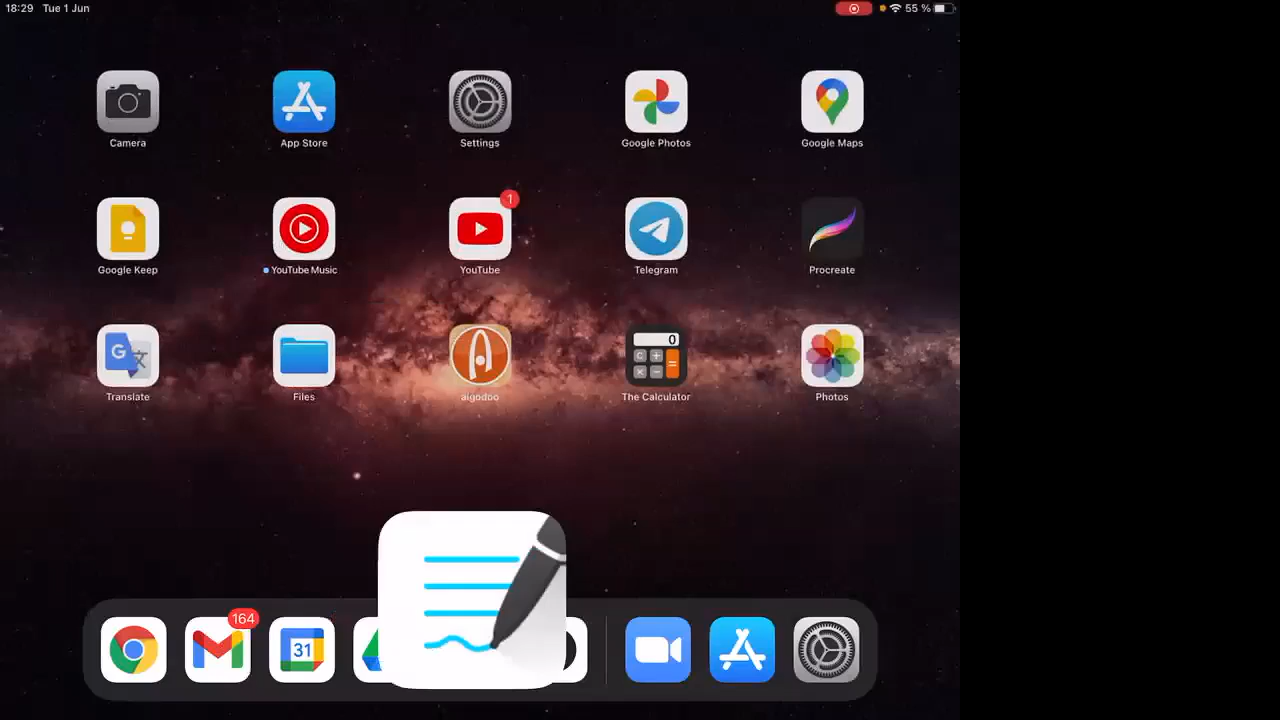 18:29 Tue 1 Jun
55 %
Camera
App Store
Settings
Google Photos
Google Maps
Google Keep
YouTube Music
1
YouTube
Telegram
Procreate
G 文
Translate
Files
algodoo
0
C + = × −
The Calculator
Photos
164
31